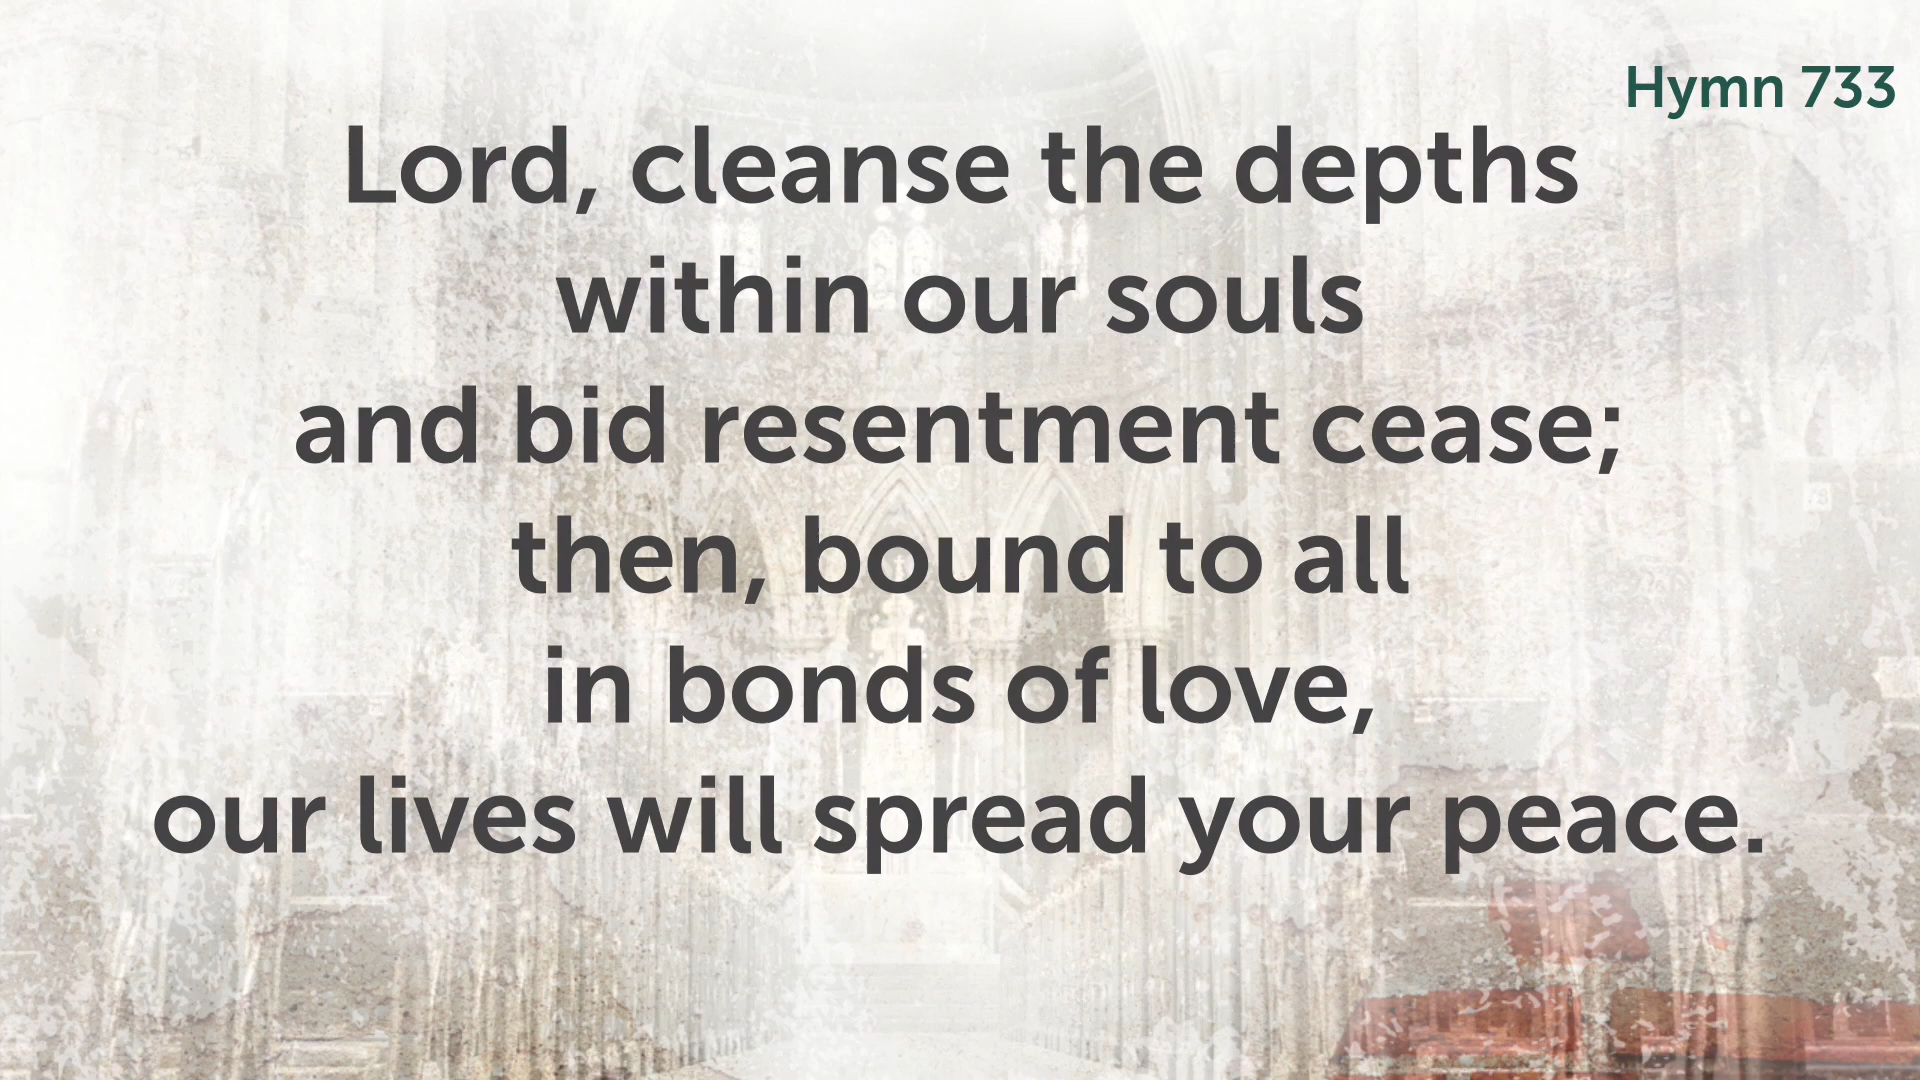 Hymn 733
Lord, cleanse the depths
within our souls
and bid resentment cease;
then, bound to all
in bonds of love,
our lives will spread your peace.